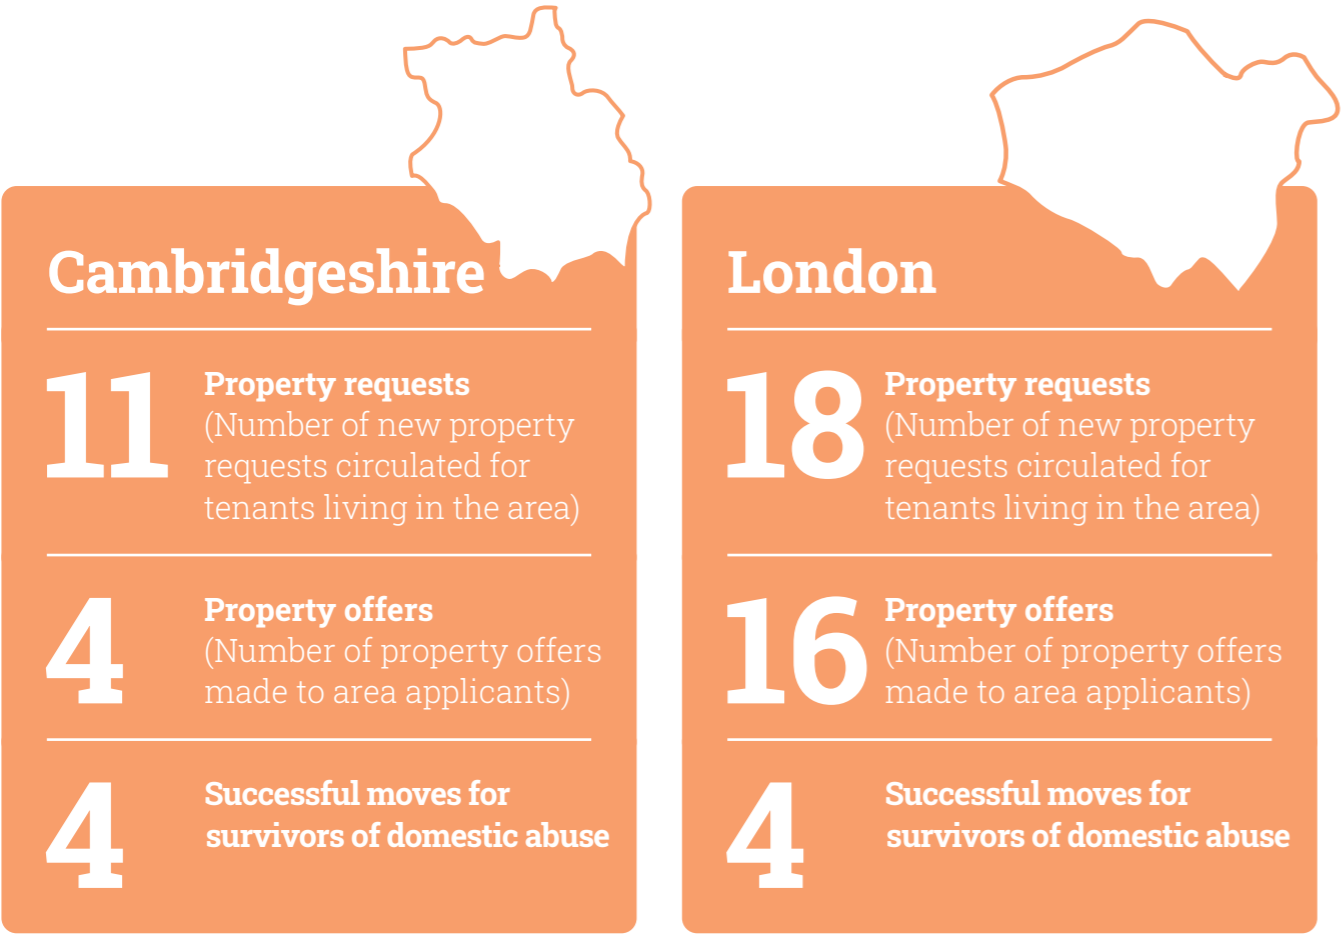 Cambridgeshire
11
Property requests
(Number of new property
requests circulated for
tenants living in the area)
4
Property offers
(Number of property offers
made to area applicants)
4
Successful moves for
survivors of domestic abuse
London
18
Property requests
(Number of new property
requests circulated for
tenants living in the area)
16
Property offers
(Number of property offers
made to area applicants)
4
Successful moves for
survivors of domestic abuse